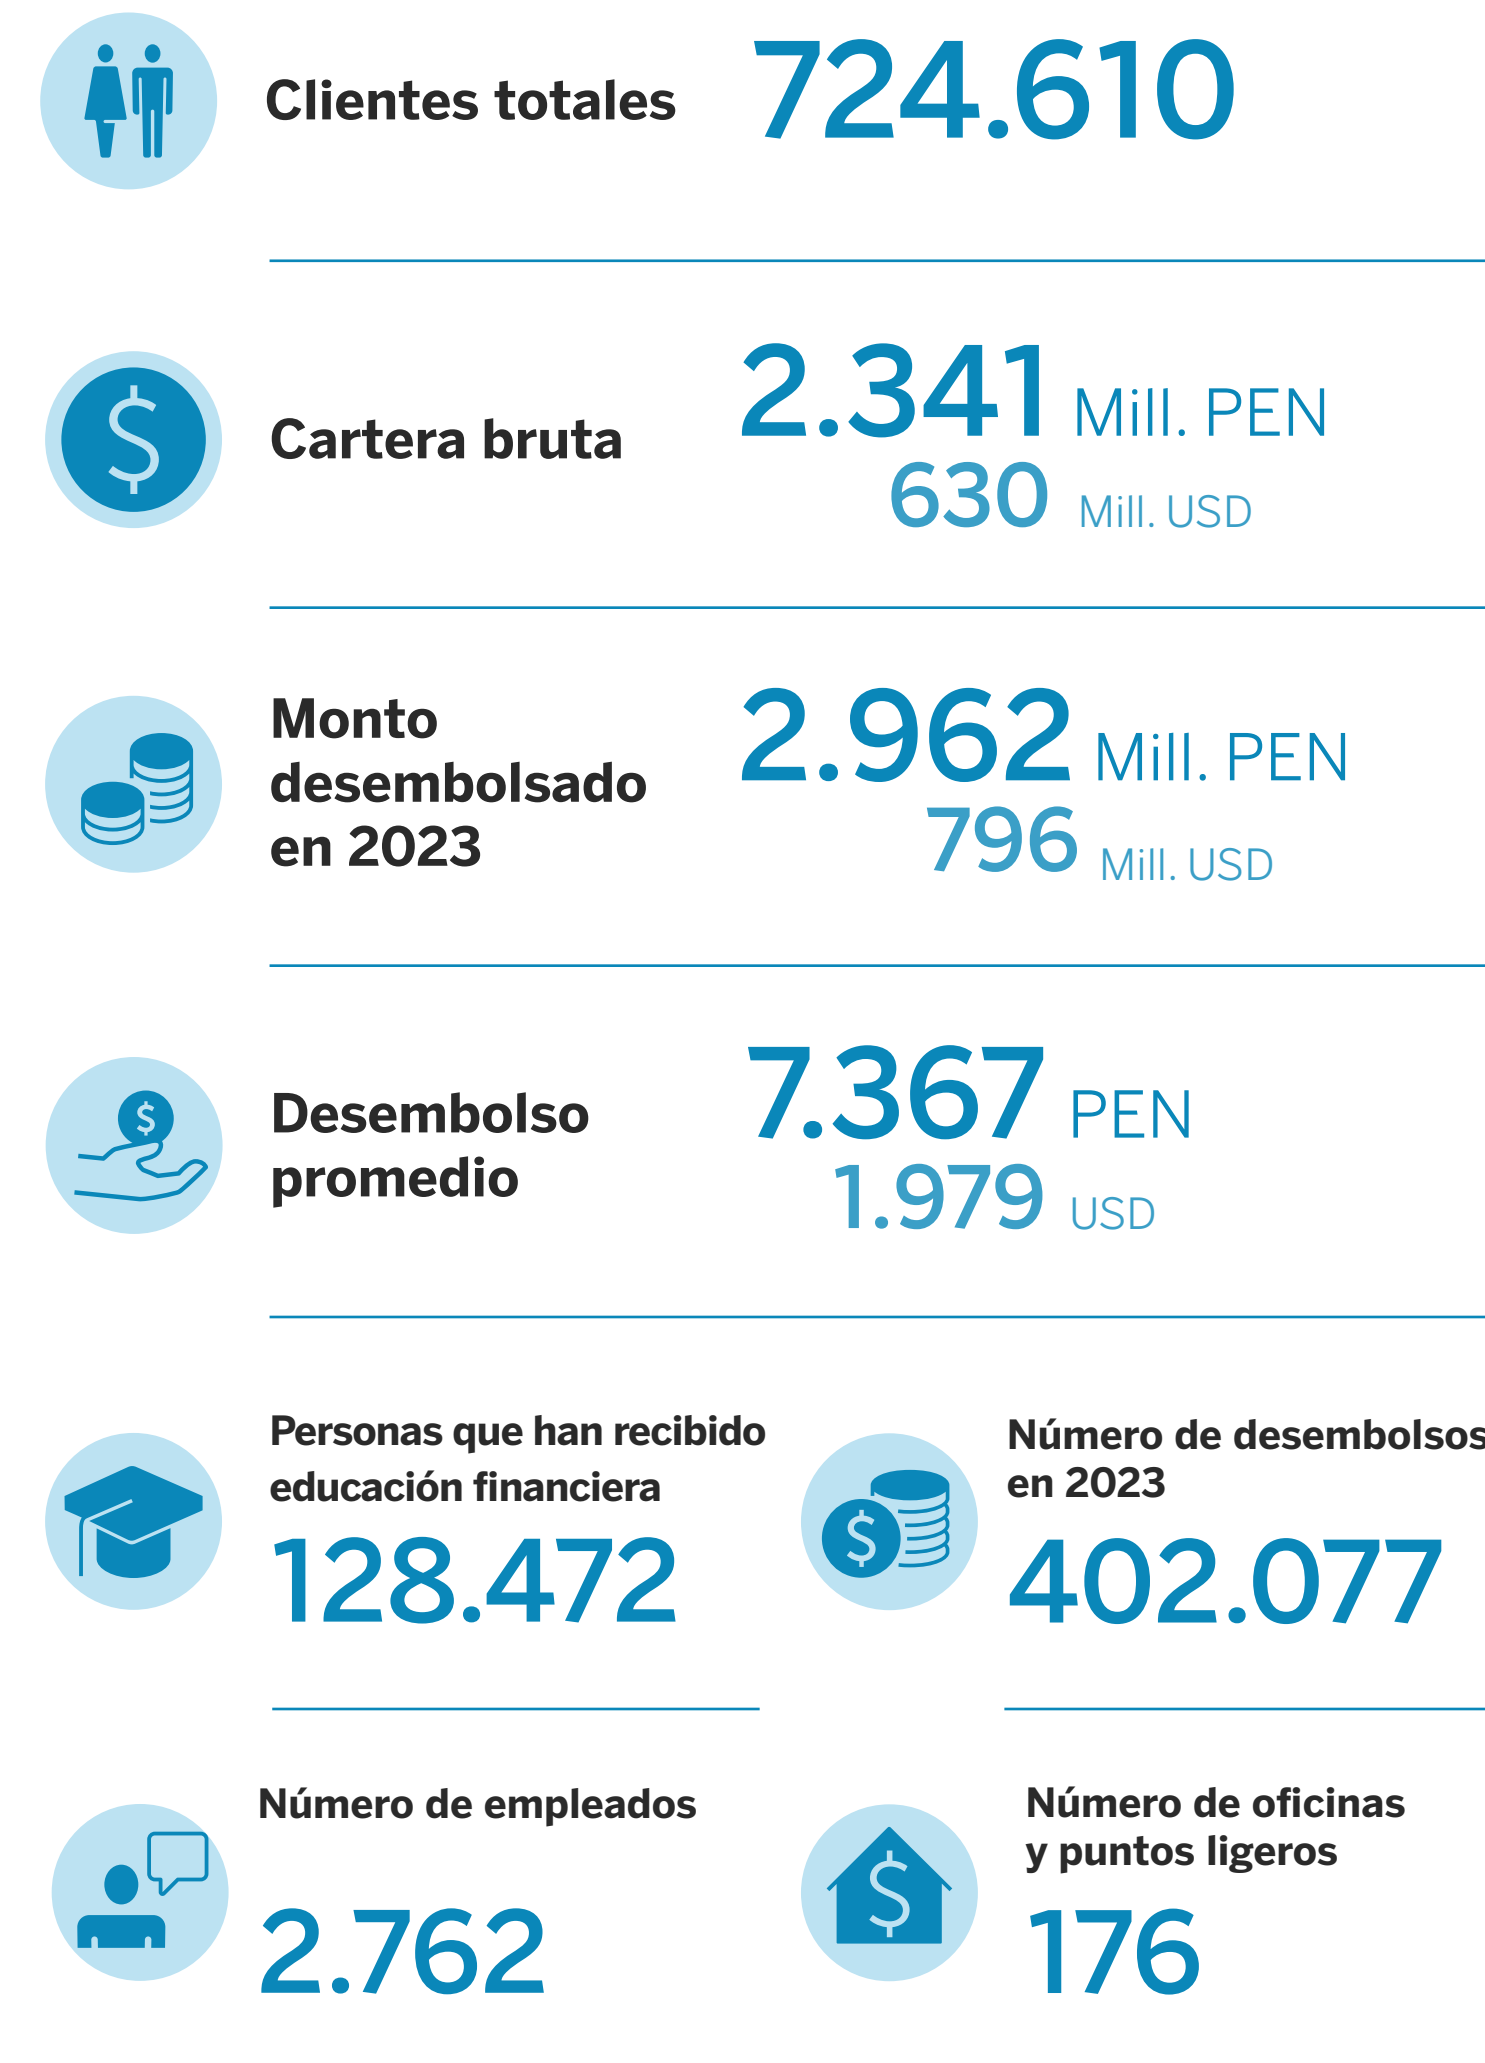 Clientes totales 724.610
Cartera bruta
2.341 Mill. PEN
630 Mill. USD
Monto
desembolsado
en 2023
2.962 Mill. PEN
796 Mill. USD
Desembolso
promedio
7.367 PEN
1.979 USD
Personas que han recibido
educación financiera
128.472
Número de desembolsos
en 2023
402.077
Número de empleados
2.762
Número de oficinas
y puntos ligeros
176